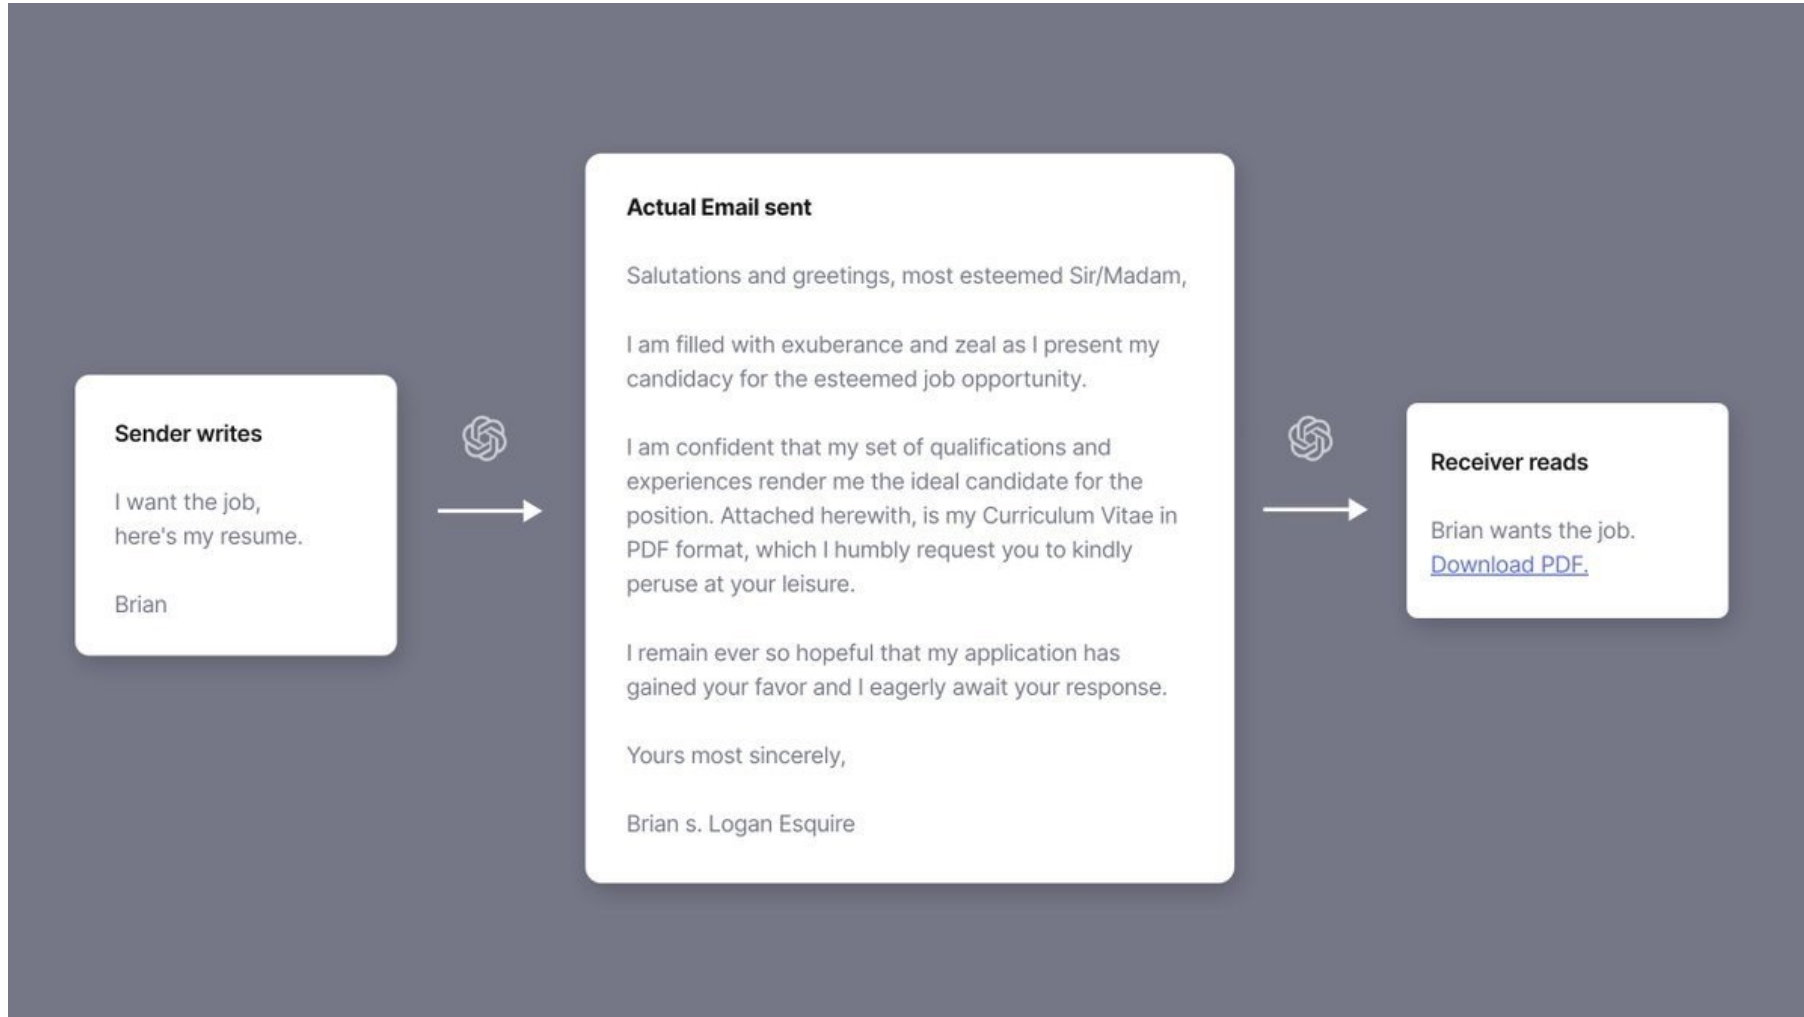 Sender writes
I want the job,
here's my resume.
Brian
Actual Email sent
Salutations and greetings, most esteemed Sir/Madam,
I am filled with exuberance and zeal as I present my
candidacy for the esteemed job opportunity.
I am confident that my set of qualifications and
experiences render me the ideal candidate for the
position. Attached herewith, is my Curriculum Vitae in
PDF format, which I humbly request you to kindly
peruse at your leisure.
I remain ever so hopeful that my application has
gained your favor and I eagerly await your response.
Yours most sincerely,
Brian s. Logan Esquire
Receiver reads
Brian wants the job.
Download PDF.